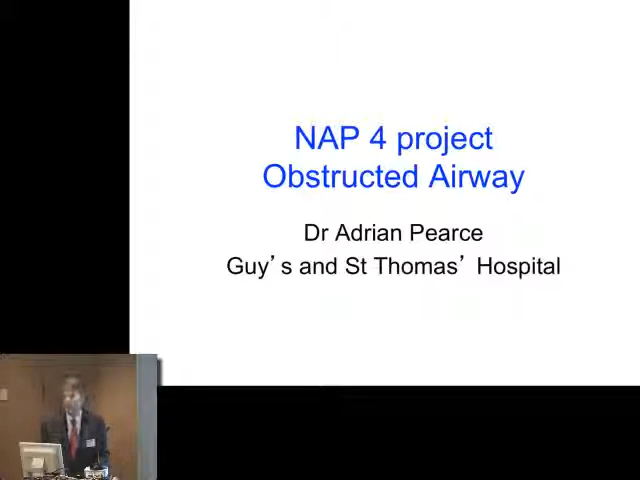 NAP 4 project
Obstructed Airway
Dr Adrian Pearce
Guy’s and St Thomas’ Hospital